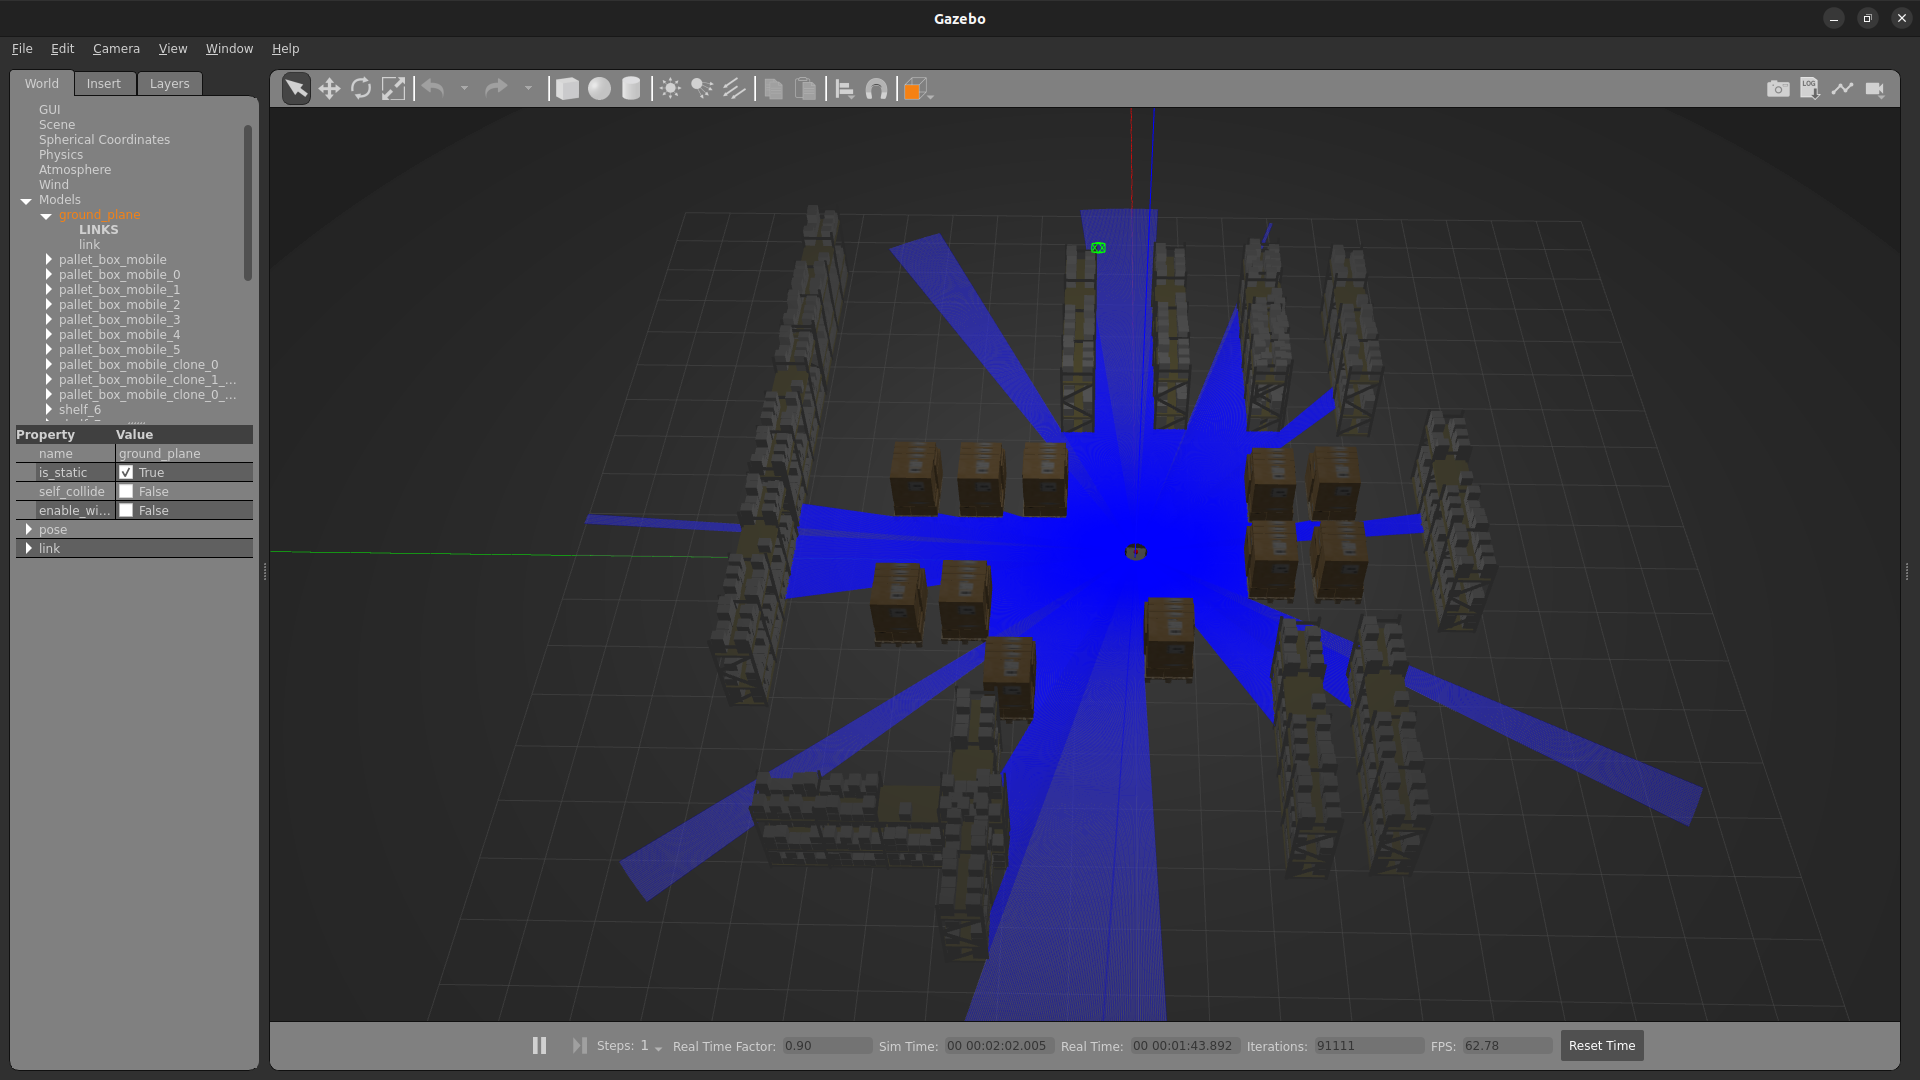 Gazebo
File Edit Camera View Window Help
World Insert Layers
LOG
GUI
Scene
Spherical Coordinates
Physics
Atmosphere
Wind
Models
ground_plane
LINKS
link
pallet_box_mobile
pallet_box_mobile_0
pallet_box_mobile_1
pallet_box_mobile_2
pallet_box_mobile_3
pallet_box_mobile_4
pallet_box_mobile_5
pallet_box_mobile_clone_0
pallet_box_mobile_clone_1_...
pallet_box_mobile_clone_0_...
shelf_6
Property Value
name ground_plane
is_static True
self_collide False
enable_wi... False
pose
link
Steps: 1 Real Time Factor: 0.90 Sim Time: 00 00:02:02.005 Real Time: 00 00:01:43.892 Iterations: 91111 FPS: 62.78 Reset Time